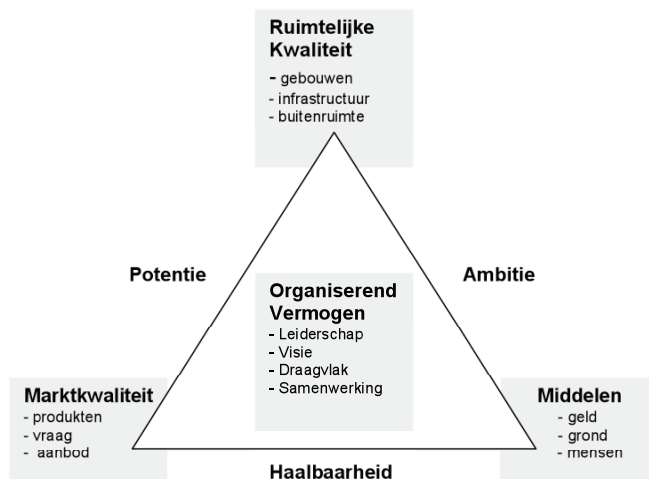 Ruimtelijke
Kwaliteit
- gebouwen
- infrastructuur
- buitenruimte
Potentie
Ambitie
Organiserend
Vermogen
- Leiderschap
- Visie
- Draagvlak
- Samenwerking
Marktkwaliteit
- produkten
- vraag
- aanbod
Middelen
- geld
- grond
- mensen
Haalbaarheid